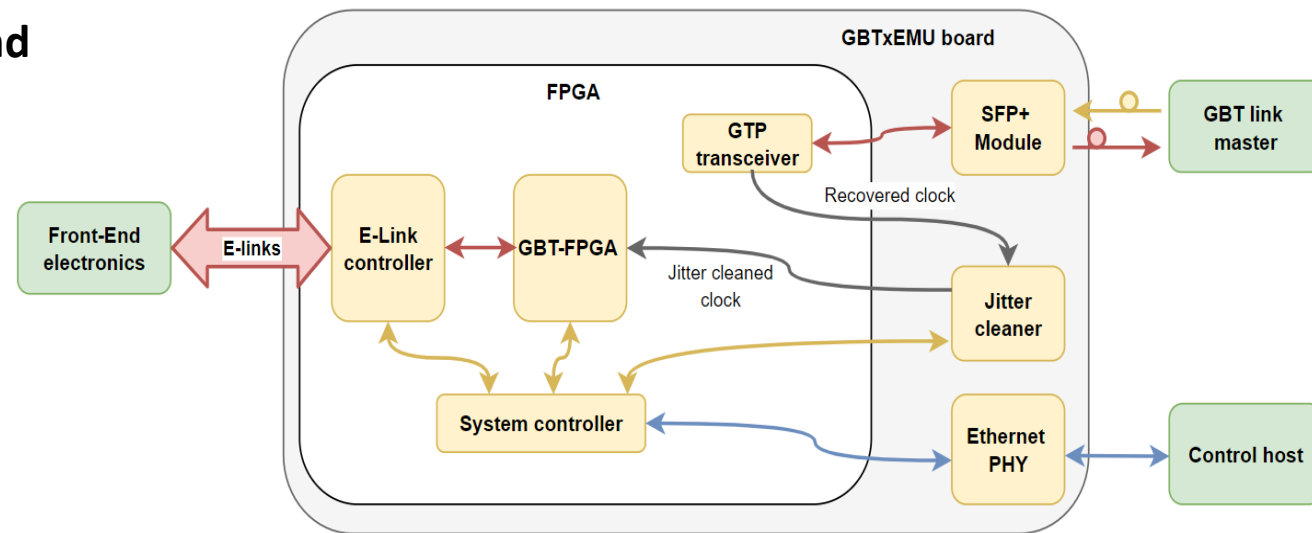 nd
GBTxEMU board
FPGA
SFP+
Module
GBT link
master
GTP
transceiver
Recovered clock
Front-End
electronics
E-links
E-Link
controller
GBT-FPGA
Jitter cleaned
clock
Jitter
cleaner
System controller
Ethernet
PHY
Control host